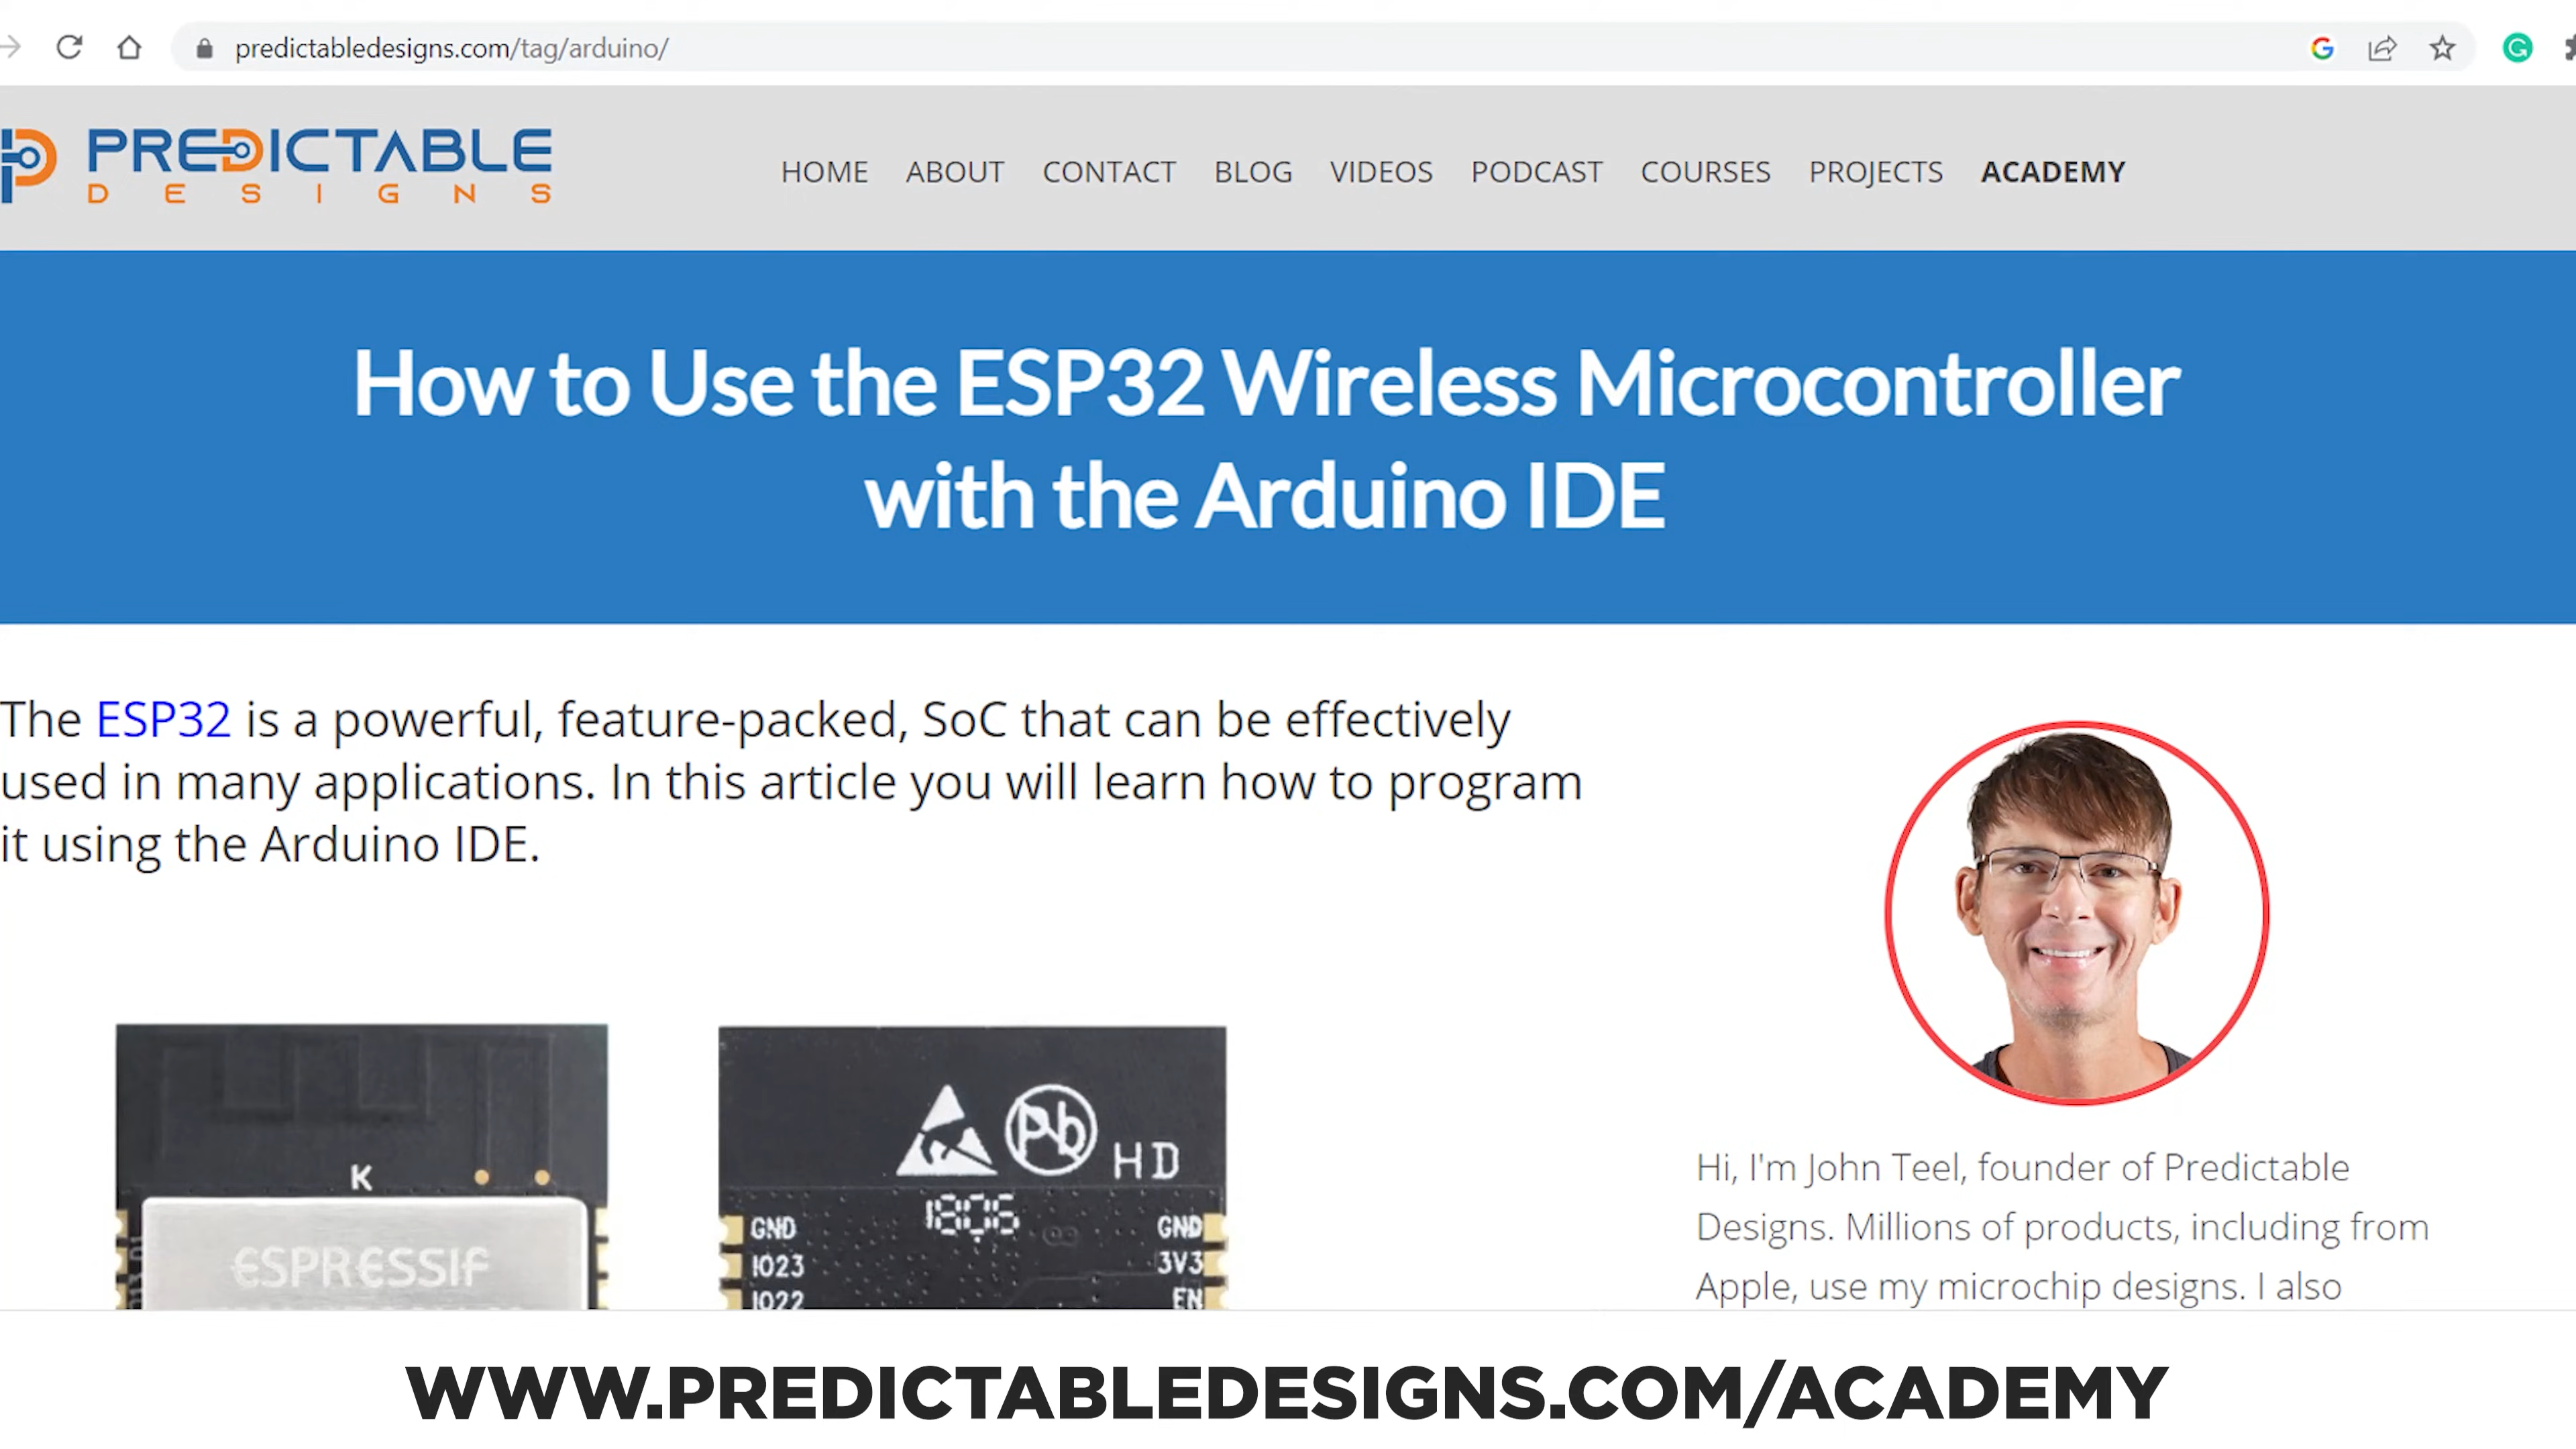 predictabledesigns.com/tag/arduino/
PREDICTABLE
DESIGNS
HOME ABOUT CONTACT BLOG VIDEOS PODCAST COURSES PROJECTS ACADEMY
How to Use the ESP32 Wireless Microcontroller
with the Arduino IDE
The ESP32 is a powerful, feature-packed, SoC that can be effectively
used in many applications. In this article you will learn how to program
it using the Arduino IDE.
K
ESPRESSIF
Pb
HD
1806
GND GND
IO23 3V3
IO22 EN
Hi, I'm John Teel, founder of Predictable
Designs. Millions of products, including from
Apple, use my microchip designs. I also
WWW.PREDICTABLEDESIGNS.COM/ACADEMY